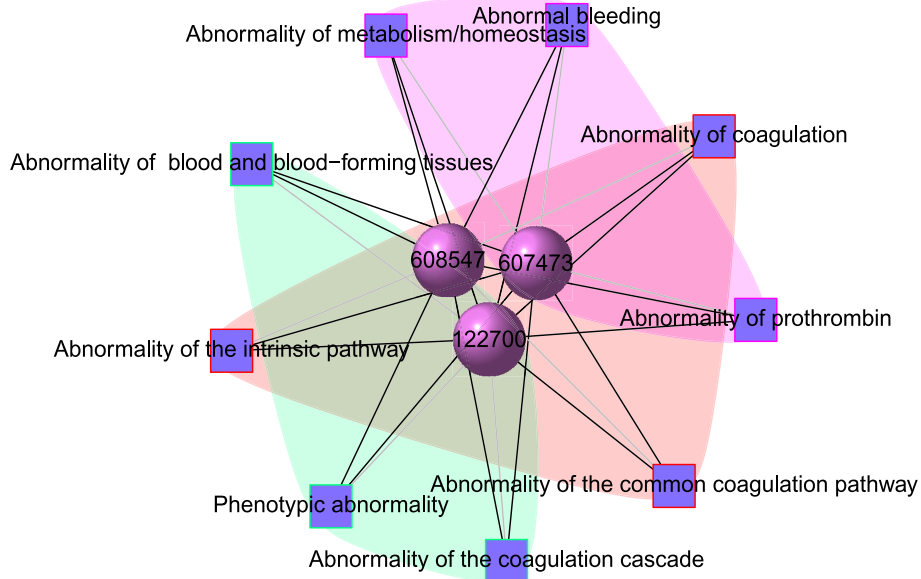 Abnormal bleeding
Abnormality of metabolism/homeostasis
Abnormality of coagulation
Abnormality of  blood and blood−forming tissues
608547
607473
Abnormality of prothrombin
122700
Abnormality of the intrinsic pathway
Abnormality of the common coagulation pathway
Phenotypic abnormality
Abnormality of the coagulation cascade